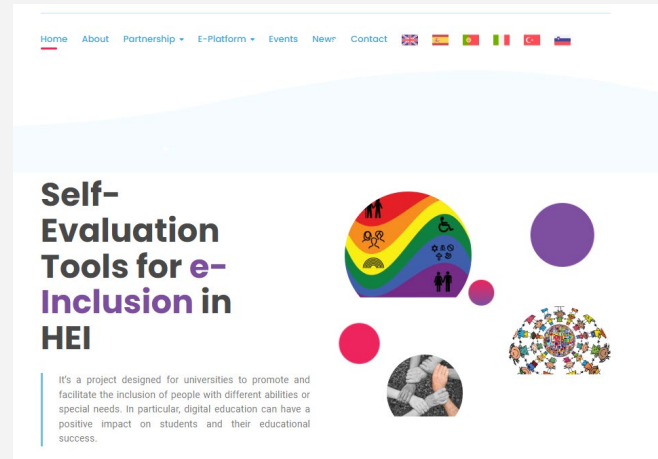 Home About Partnership E-Platform Events News Contact
Self-
Evaluation
Tools for e-
Inclusion in
HEI
It's a project designed for universities to promote and
facilitate the inclusion of people with different abilities or
special needs. In particular, digital education can have a
positive impact on students and their educational
success.